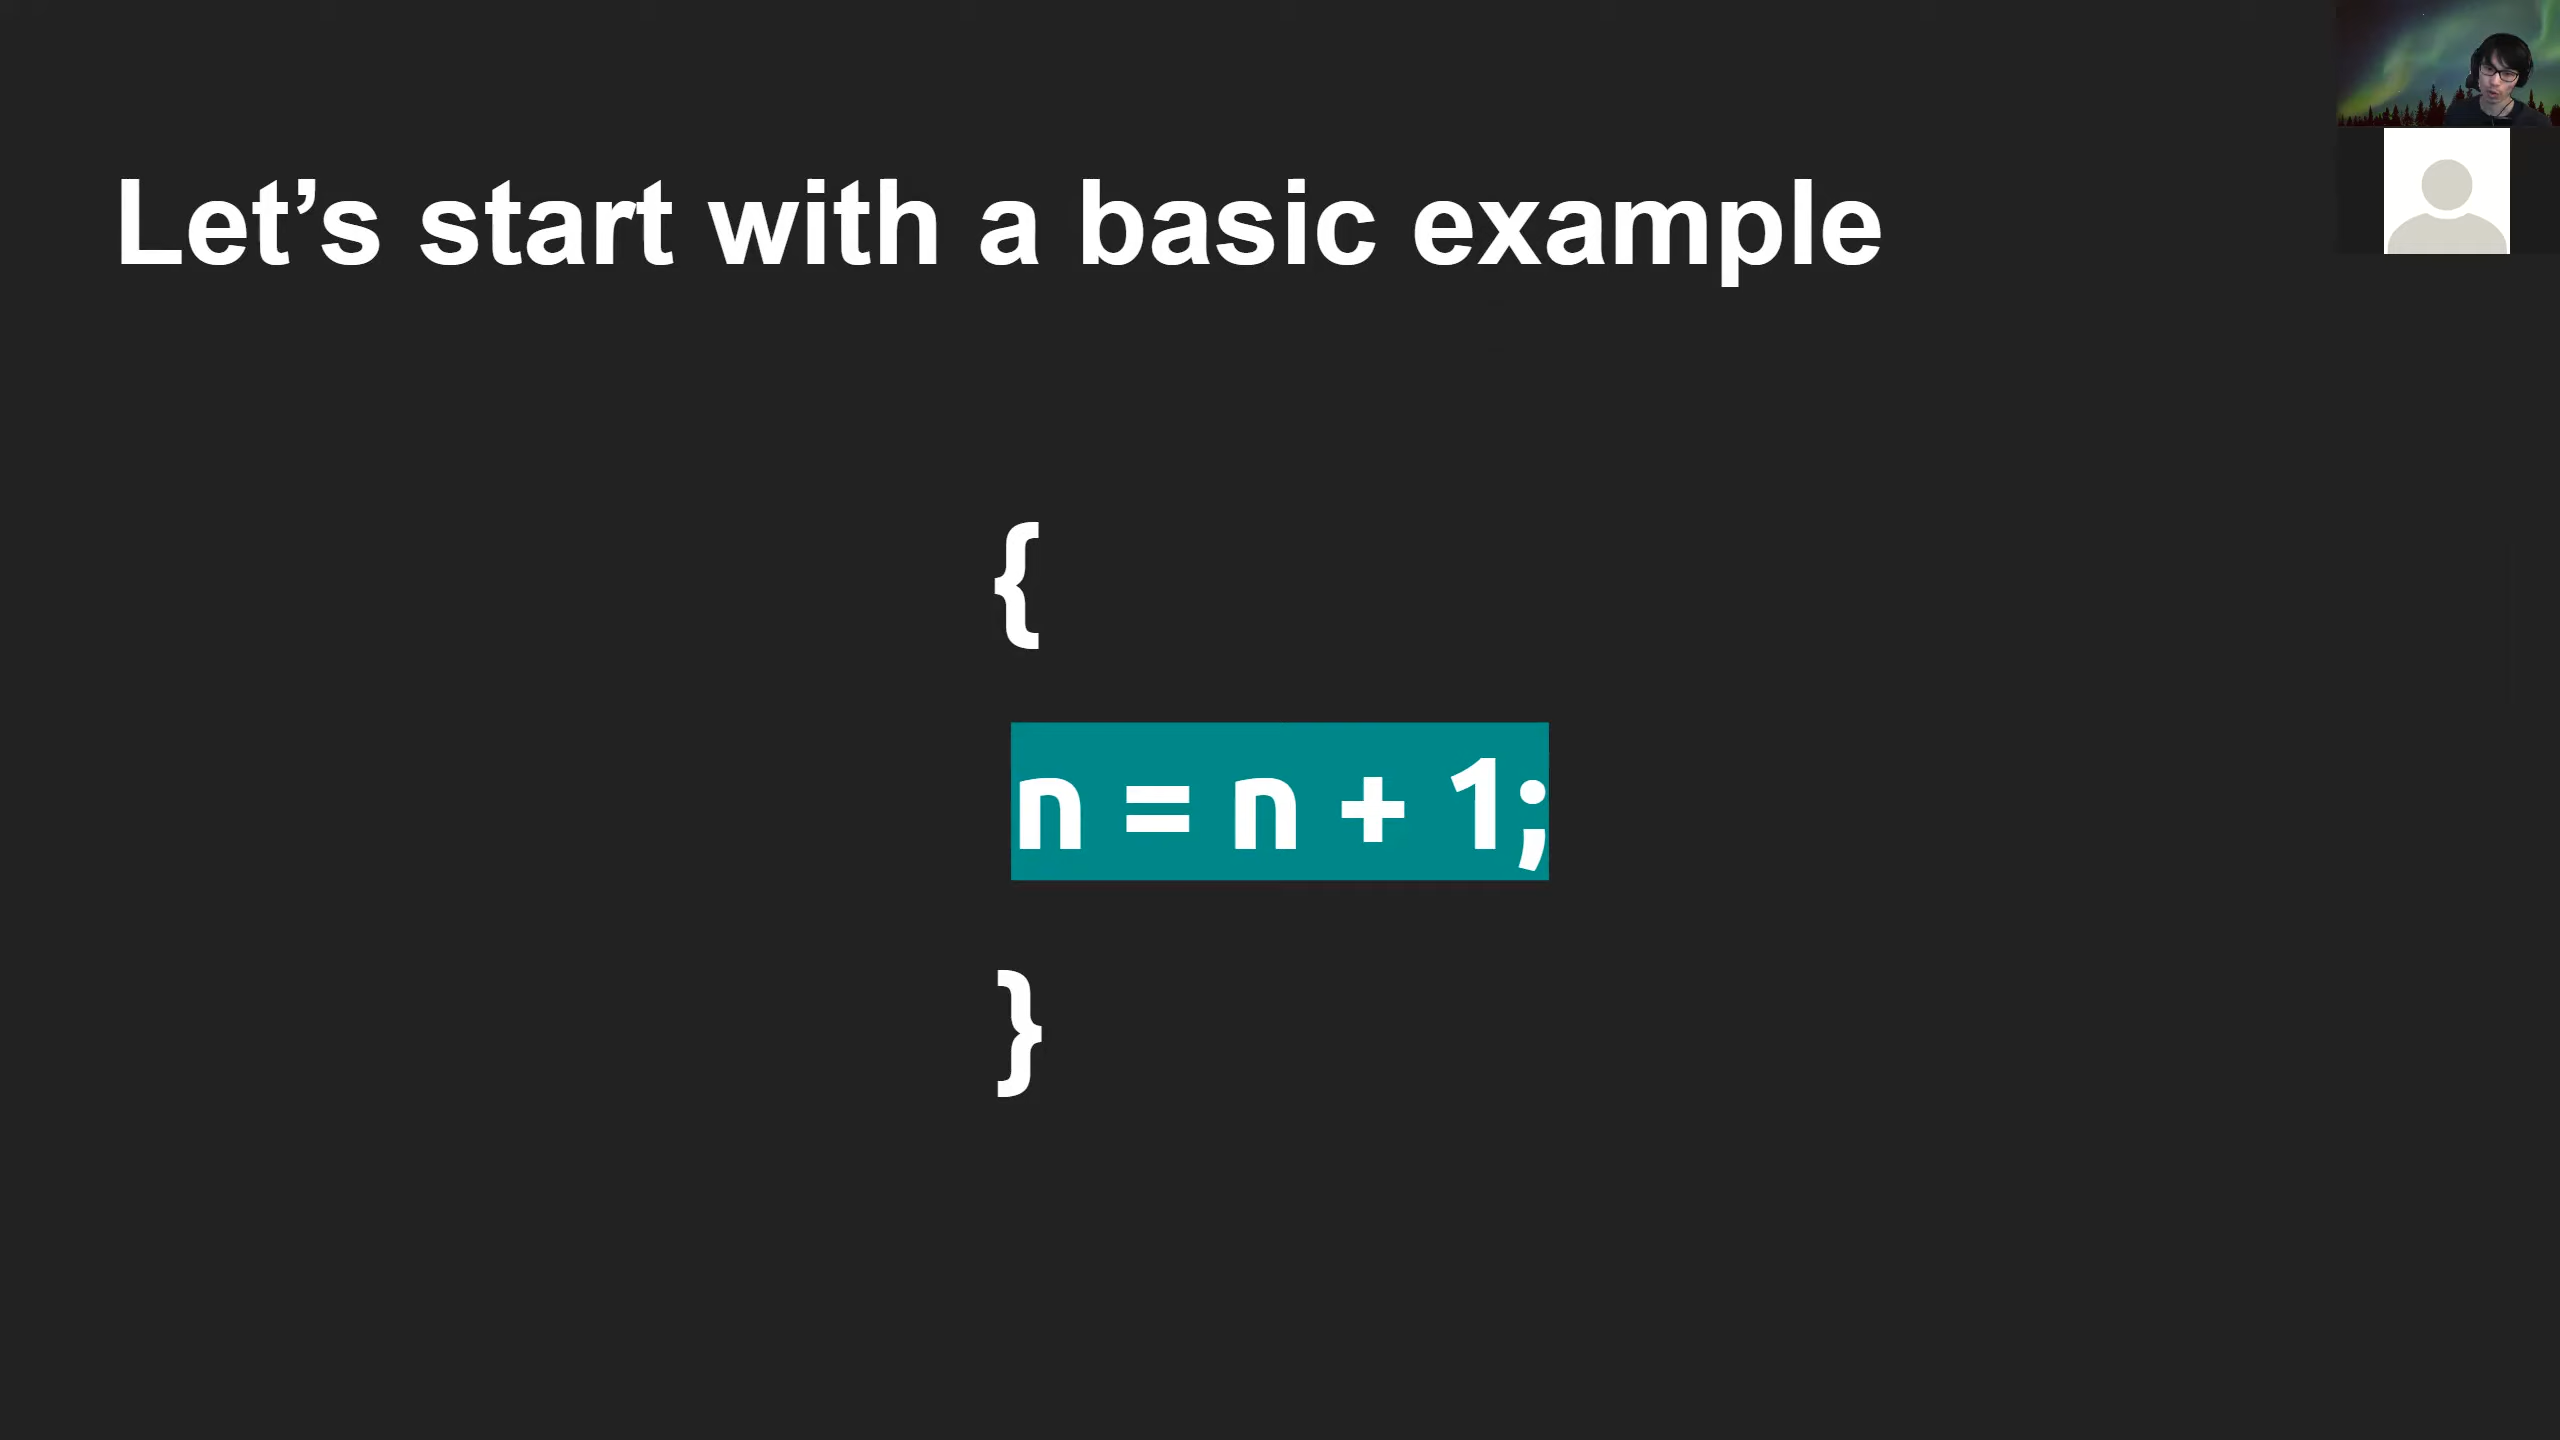 Let’s start with a basic example
{
n = n + 1;
}